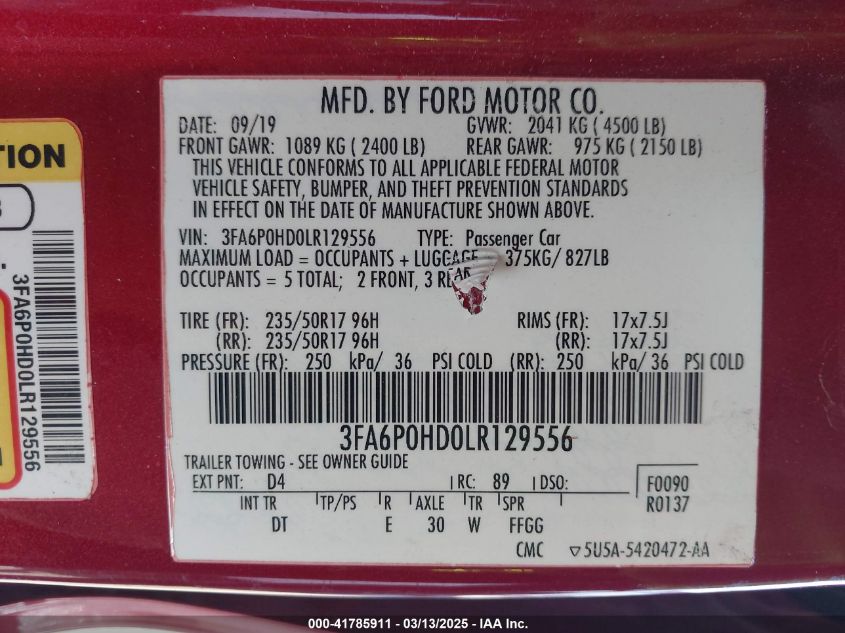 MFD. BY FORD MOTOR CO.
DATE: 09/19 GVWR: 2041 KG ( 4500 LB)
FRONT GAWR: 1089 KG ( 2400 LB) REAR GAWR: 975 KG ( 2150 LB)
THIS VEHICLE CONFORMS TO ALL APPLICABLE FEDERAL MOTOR
VEHICLE SAFETY, BUMPER, AND THEFT PREVENTION STANDARDS
IN EFFECT ON THE DATE OF MANUFACTURE SHOWN ABOVE.
VIN: 3FA6P0HD0LR129556 TYPE: Passenger Car
MAXIMUM LOAD = OCCUPANTS + LUGGAGE 375KG/ 827LB
OCCUPANTS = 5 TOTAL; 2 FRONT, 3 REAR
TIRE (FR): 235/50R17 96H RIMS (FR): 17x7.5J
(RR): 235/50R17 96H (RR): 17x7.5J
PRESSURE (FR): 250 kPa/ 36 PSI COLD (RR): 250 kPa/ 36 PSI COLD
3FA6P0HD0LR129556
TRAILER TOWING - SEE OWNER GUIDE
EXT PNT: D4 RC: 89 DSO: F0090
R0137
INT TR TP/PS R AXLE TR SPR
DT E 30 W FFGG
CMC ▽5U5A-5420472-AA
TION
3FA6P0HD0LR129556
000-41785911 / 03/13/2025 - IAA Inc.